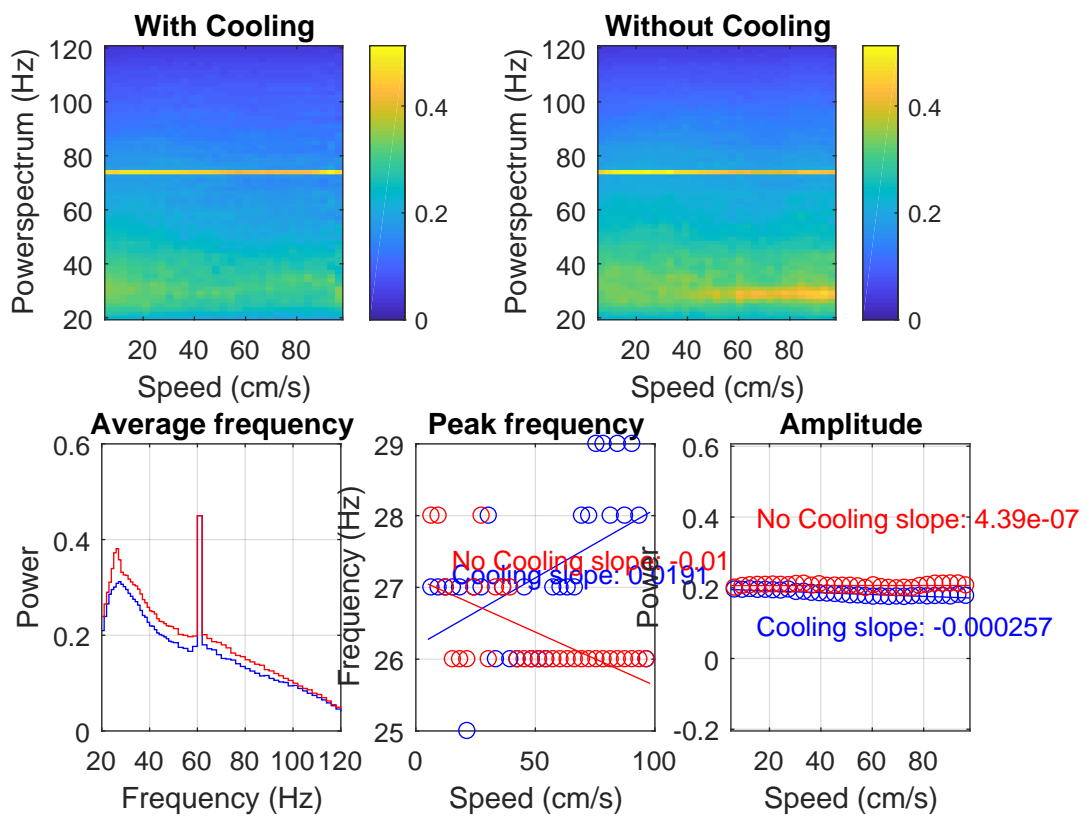 With Cooling
Without Cooling
Powerspectrum (Hz)
120
100
80
60
40
20
20 40 60 80
Speed (cm/s)
0.4
0.2
0
Powerspectrum (Hz)
120
100
80
60
40
20
20 40 60 80
Speed (cm/s)
0.4
0.2
0
Average frequency
Power
0.6
0.4
0.2
0
20 40 60 80 100 120
Frequency (Hz)
Peak frequency
Frequency (Hz)
29
28
27
26
25
No Cooling slope: -0.01
Cooling slope: 0.0191
0 50 100
Speed (cm/s)
Amplitude
Power
0.6
0.4
0.2
0
-0.2
No Cooling slope: 4.39e-07
Cooling slope: -0.000257
20 40 60 80
Speed (cm/s)